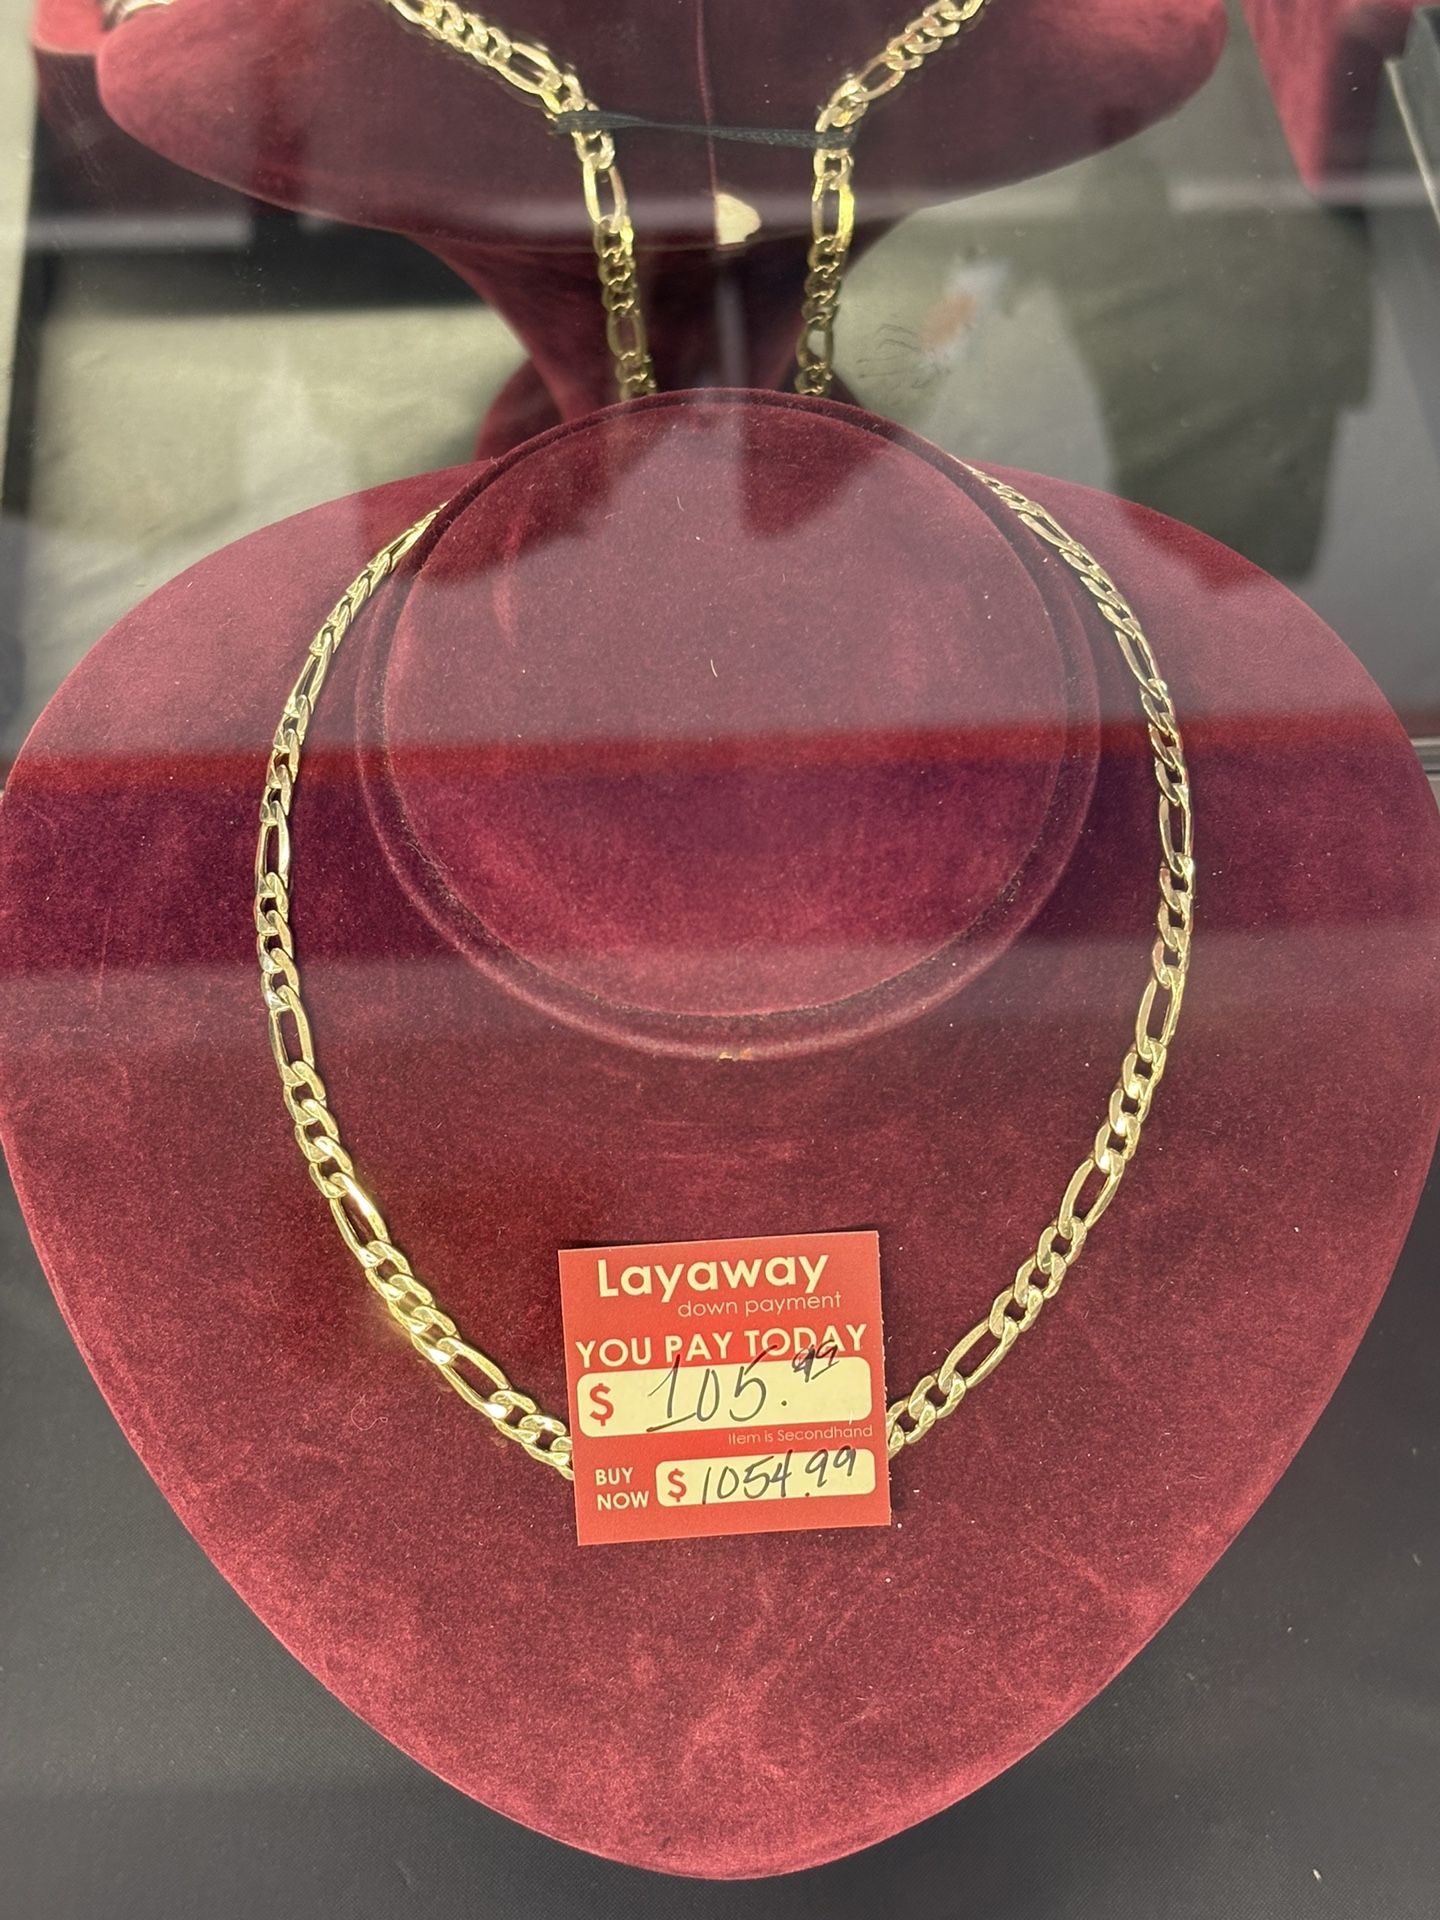 Layaway
down payment
YOU PAY TODAY
$ 105.99
Item is Secondhand
BUY NOW $ 1054.99